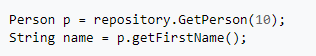 Person p = repository.GetPerson(10);
String name = p.getFirstName();